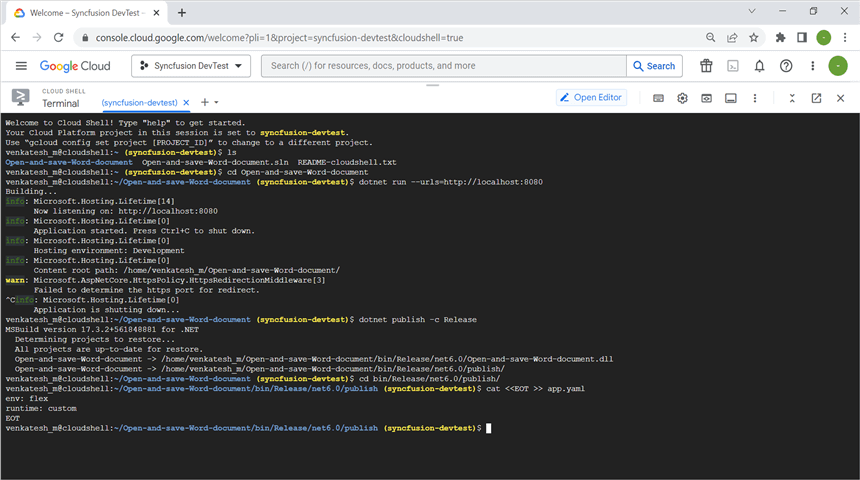 Welcome – Syncfusion DevTest –
console.cloud.google.com/welcome?pli=1&project=syncfusion-devtest&cloudshell=true
Google Cloud
Syncfusion DevTest
Search (/) for resources, docs, products, and more
Search
CLOUD SHELL
Terminal
(syncfusion-devtest)
Open Editor
Welcome to Cloud Shell! Type "help" to get started.
Your Cloud Platform project in this session is set to syncfusion-devtest.
Use “gcloud config set project [PROJECT_ID]” to change to a different project.
venkatesh_m@cloudshell:~ (syncfusion-devtest)$ ls
Open-and-save-Word-document  Open-and-save-Word-document.sln  README-cloudshell.txt
venkatesh_m@cloudshell:~ (syncfusion-devtest)$ cd Open-and-save-Word-document
venkatesh_m@cloudshell:~/Open-and-save-Word-document (syncfusion-devtest)$ dotnet run --urls=http://localhost:8080
Building...
info: Microsoft.Hosting.Lifetime[14]
      Now listening on: http://localhost:8080
info: Microsoft.Hosting.Lifetime[0]
      Application started. Press Ctrl+C to shut down.
info: Microsoft.Hosting.Lifetime[0]
      Hosting environment: Development
info: Microsoft.Hosting.Lifetime[0]
      Content root path: /home/venkatesh_m/Open-and-save-Word-document/
warn: Microsoft.AspNetCore.HttpsPolicy.HttpsRedirectionMiddleware[3]
      Failed to determine the https port for redirect.
^Cinfo: Microsoft.Hosting.Lifetime[0]
      Application is shutting down...
venkatesh_m@cloudshell:~/Open-and-save-Word-document (syncfusion-devtest)$ dotnet publish -c Release
MSBuild version 17.3.2+561848881 for .NET
  Determining projects to restore...
  All projects are up-to-date for restore.
  Open-and-save-Word-document -> /home/venkatesh_m/Open-and-save-Word-document/bin/Release/net6.0/Open-and-save-Word-document.dll
  Open-and-save-Word-document -> /home/venkatesh_m/Open-and-save-Word-document/bin/Release/net6.0/publish/
venkatesh_m@cloudshell:~/Open-and-save-Word-document (syncfusion-devtest)$ cd bin/Release/net6.0/publish/
venkatesh_m@cloudshell:~/Open-and-save-Word-document/bin/Release/net6.0/publish (syncfusion-devtest)$ cat <<EOT >> app.yaml
env: flex
runtime: custom
EOT
venkatesh_m@cloudshell:~/Open-and-save-Word-document/bin/Release/net6.0/publish (syncfusion-devtest)$